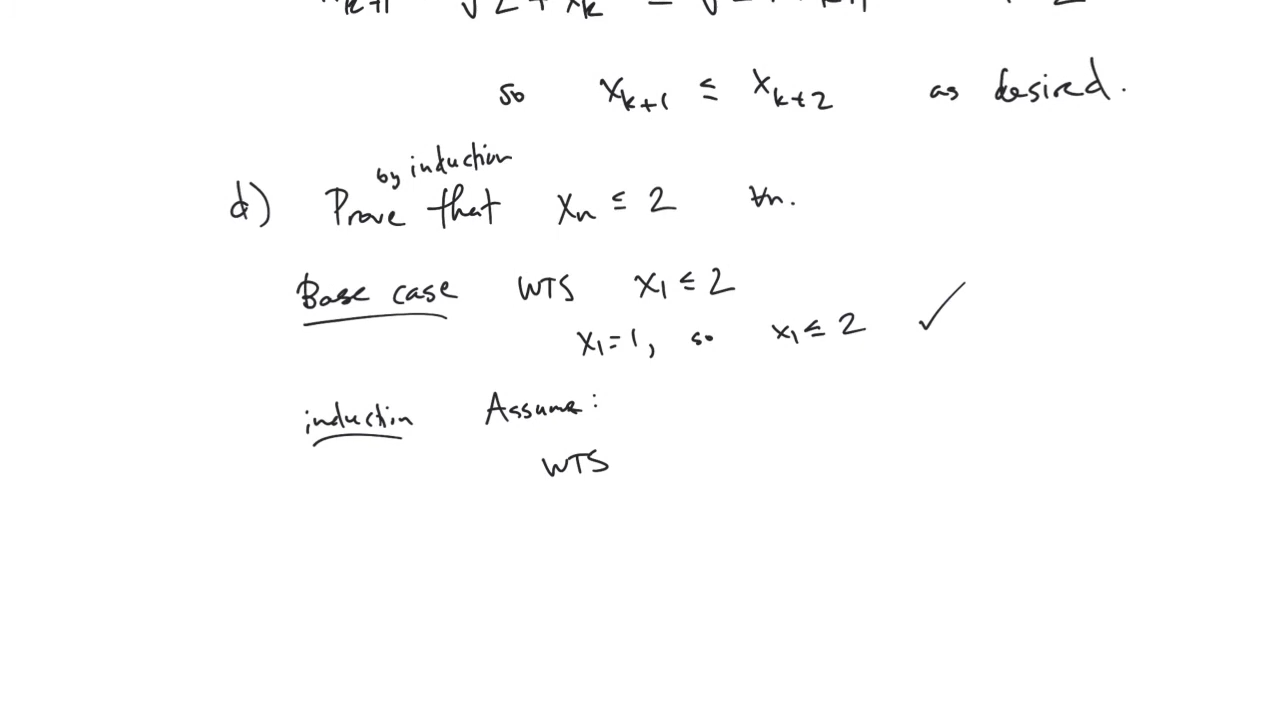 so x_{k+1} ≤ x_{k+2} as desired.
by induction
d) Prove that x_n ≤ 2 ∀n.
Base case WTS x_1 ≤ 2
x_1 = 1, so x_1 ≤ 2 ✓
induction Assume:
WTS